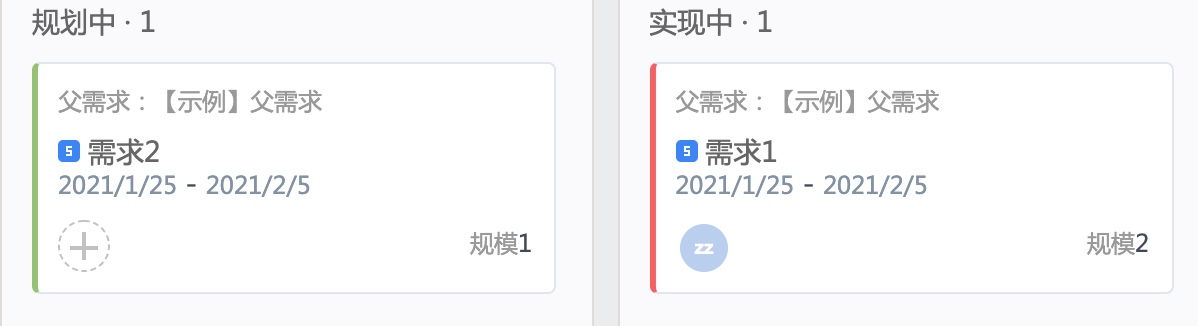 规划中 · 1
父需求：【示例】父需求
S 需求2
2021/1/25 - 2021/2/5
规模1
实现中 · 1
父需求：【示例】父需求
S 需求1
2021/1/25 - 2021/2/5
zz 规模2